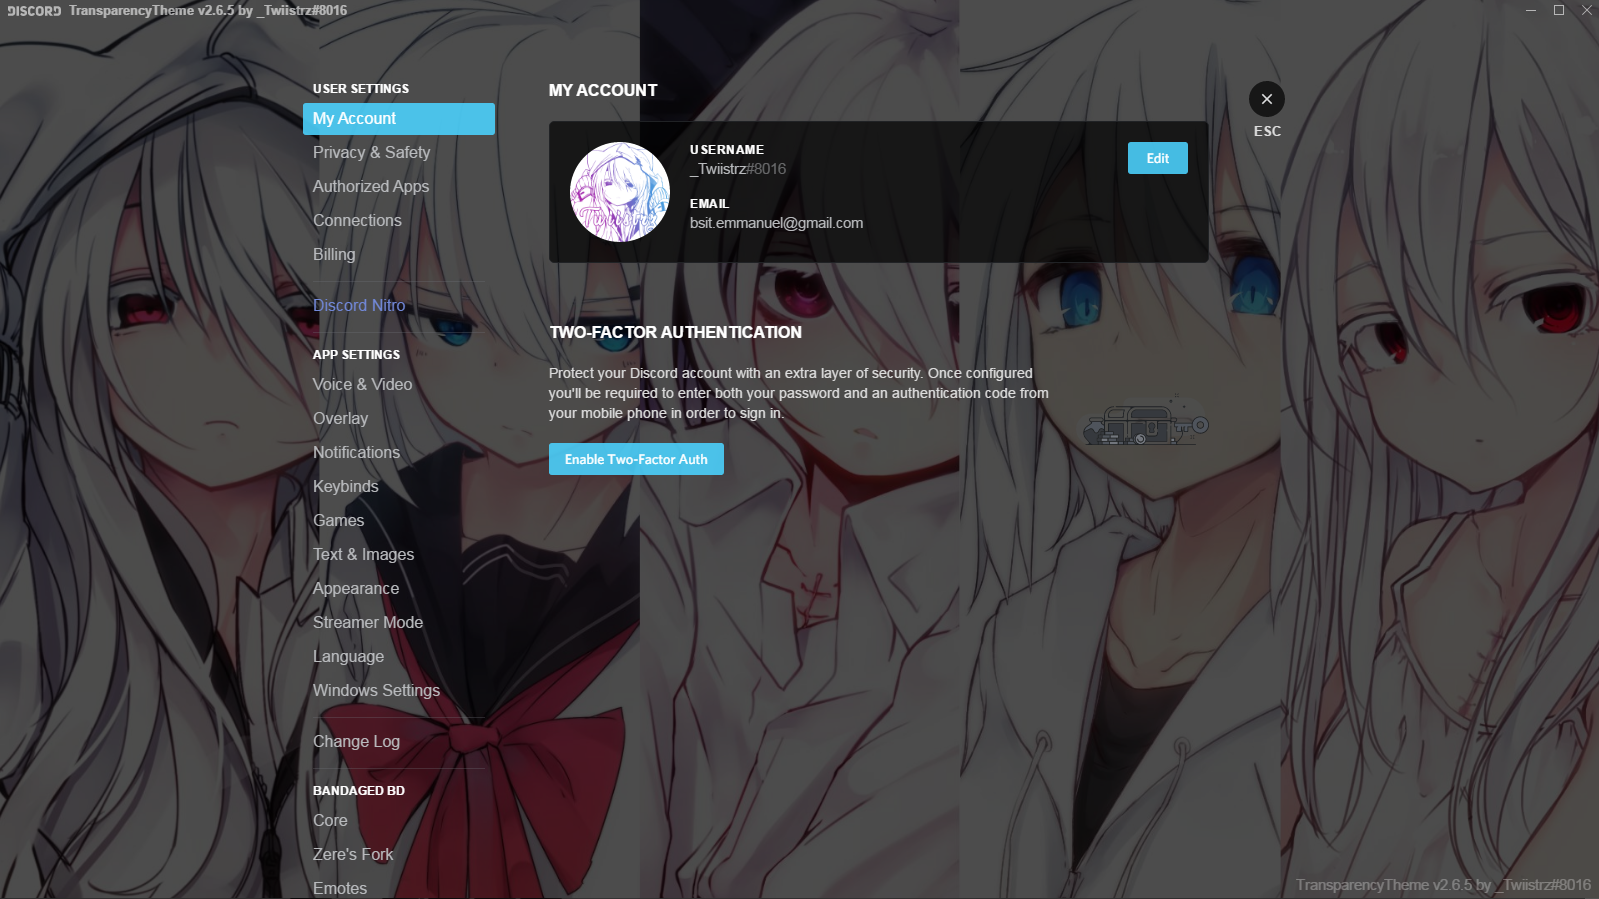 DISCORD TransparencyTheme v2.6.5 by _Twiistrz#8016
USER SETTINGS
My Account
Privacy & Safety
Authorized Apps
Connections
Billing
Discord Nitro
APP SETTINGS
Voice & Video
Overlay
Notifications
Keybinds
Games
Text & Images
Appearance
Streamer Mode
Language
Windows Settings
Change Log
BANDAGED BD
Core
Zere's Fork
Emotes
MY ACCOUNT
USERNAME
_Twiistrz#8016
EMAIL
bsit.emmanuel@gmail.com
Edit
ESC
TWO-FACTOR AUTHENTICATION
Protect your Discord account with an extra layer of security. Once configured
you'll be required to enter both your password and an authentication code from
your mobile phone in order to sign in.
Enable Two-Factor Auth
TransparencyTheme v2.6.5 by _Twiistrz#8016